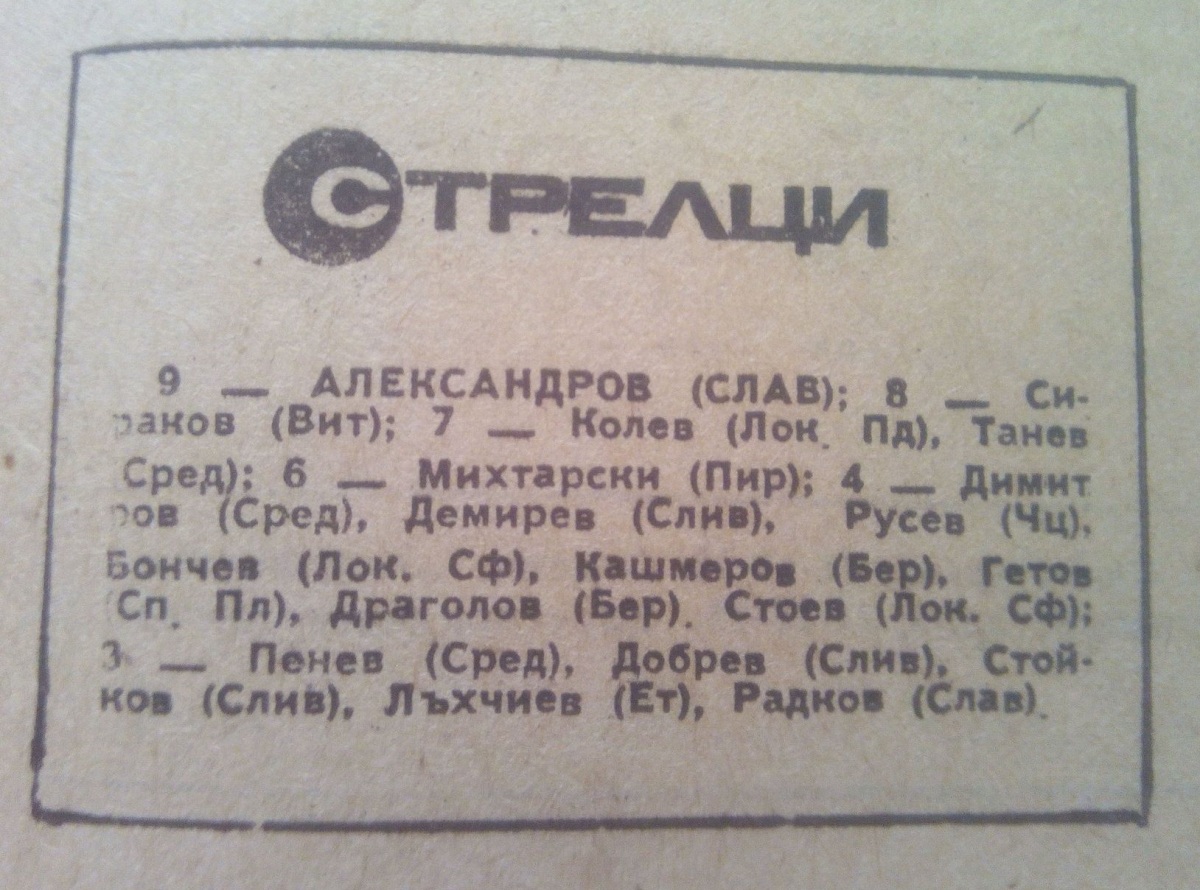 СТРЕЛЦИ
9 — АЛЕКСАНДРОВ (СЛАВ); 8 — Си-
раков (Вит); 7 — Колев (Лок. Пд), Танев
(Сред); 6 — Михтарски (Пир); 4 — Димит
ров (Сред), Демирев (Слив), Русев (Чц),
Бончев (Лок. Сф), Кашмеров (Бер), Гетов
(Сп. Пл), Драголов (Бер). Стоев (Лок. Сф);
3 — Пенев (Сред), Добрев (Слив), Стой-
ков (Слив), Лъхчиев (Ет), Радков (Слав).